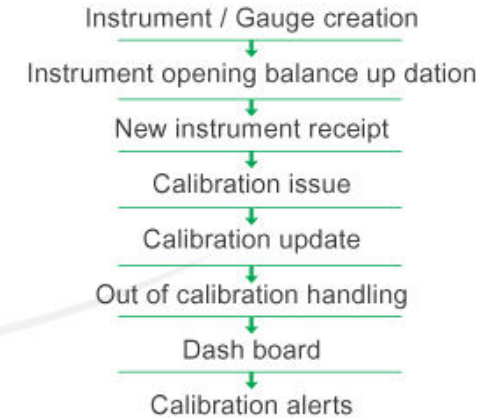 Instrument / Gauge creation
Instrument opening balance up dation
New instrument receipt
Calibration issue
Calibration update
Out of calibration handling
Dash board
Calibration alerts